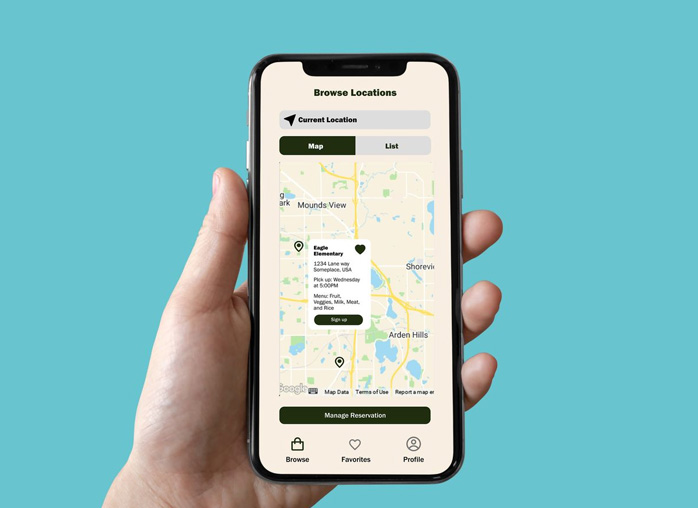 Browse Locations
Current Location
Map
List
ark
Mounds View
Eagle
Elementary
1234 Lane way
Someplace, USA
Pick up: Wednesday
at 5:00PM
Menu: Fruit,
Veggies, Milk, Meat,
and Rice
Sign up
Shorevie
Arden Hills
Google
Map Data
Terms of Use
Report a map er
Manage Reservation
Browse
Favorites
Profile